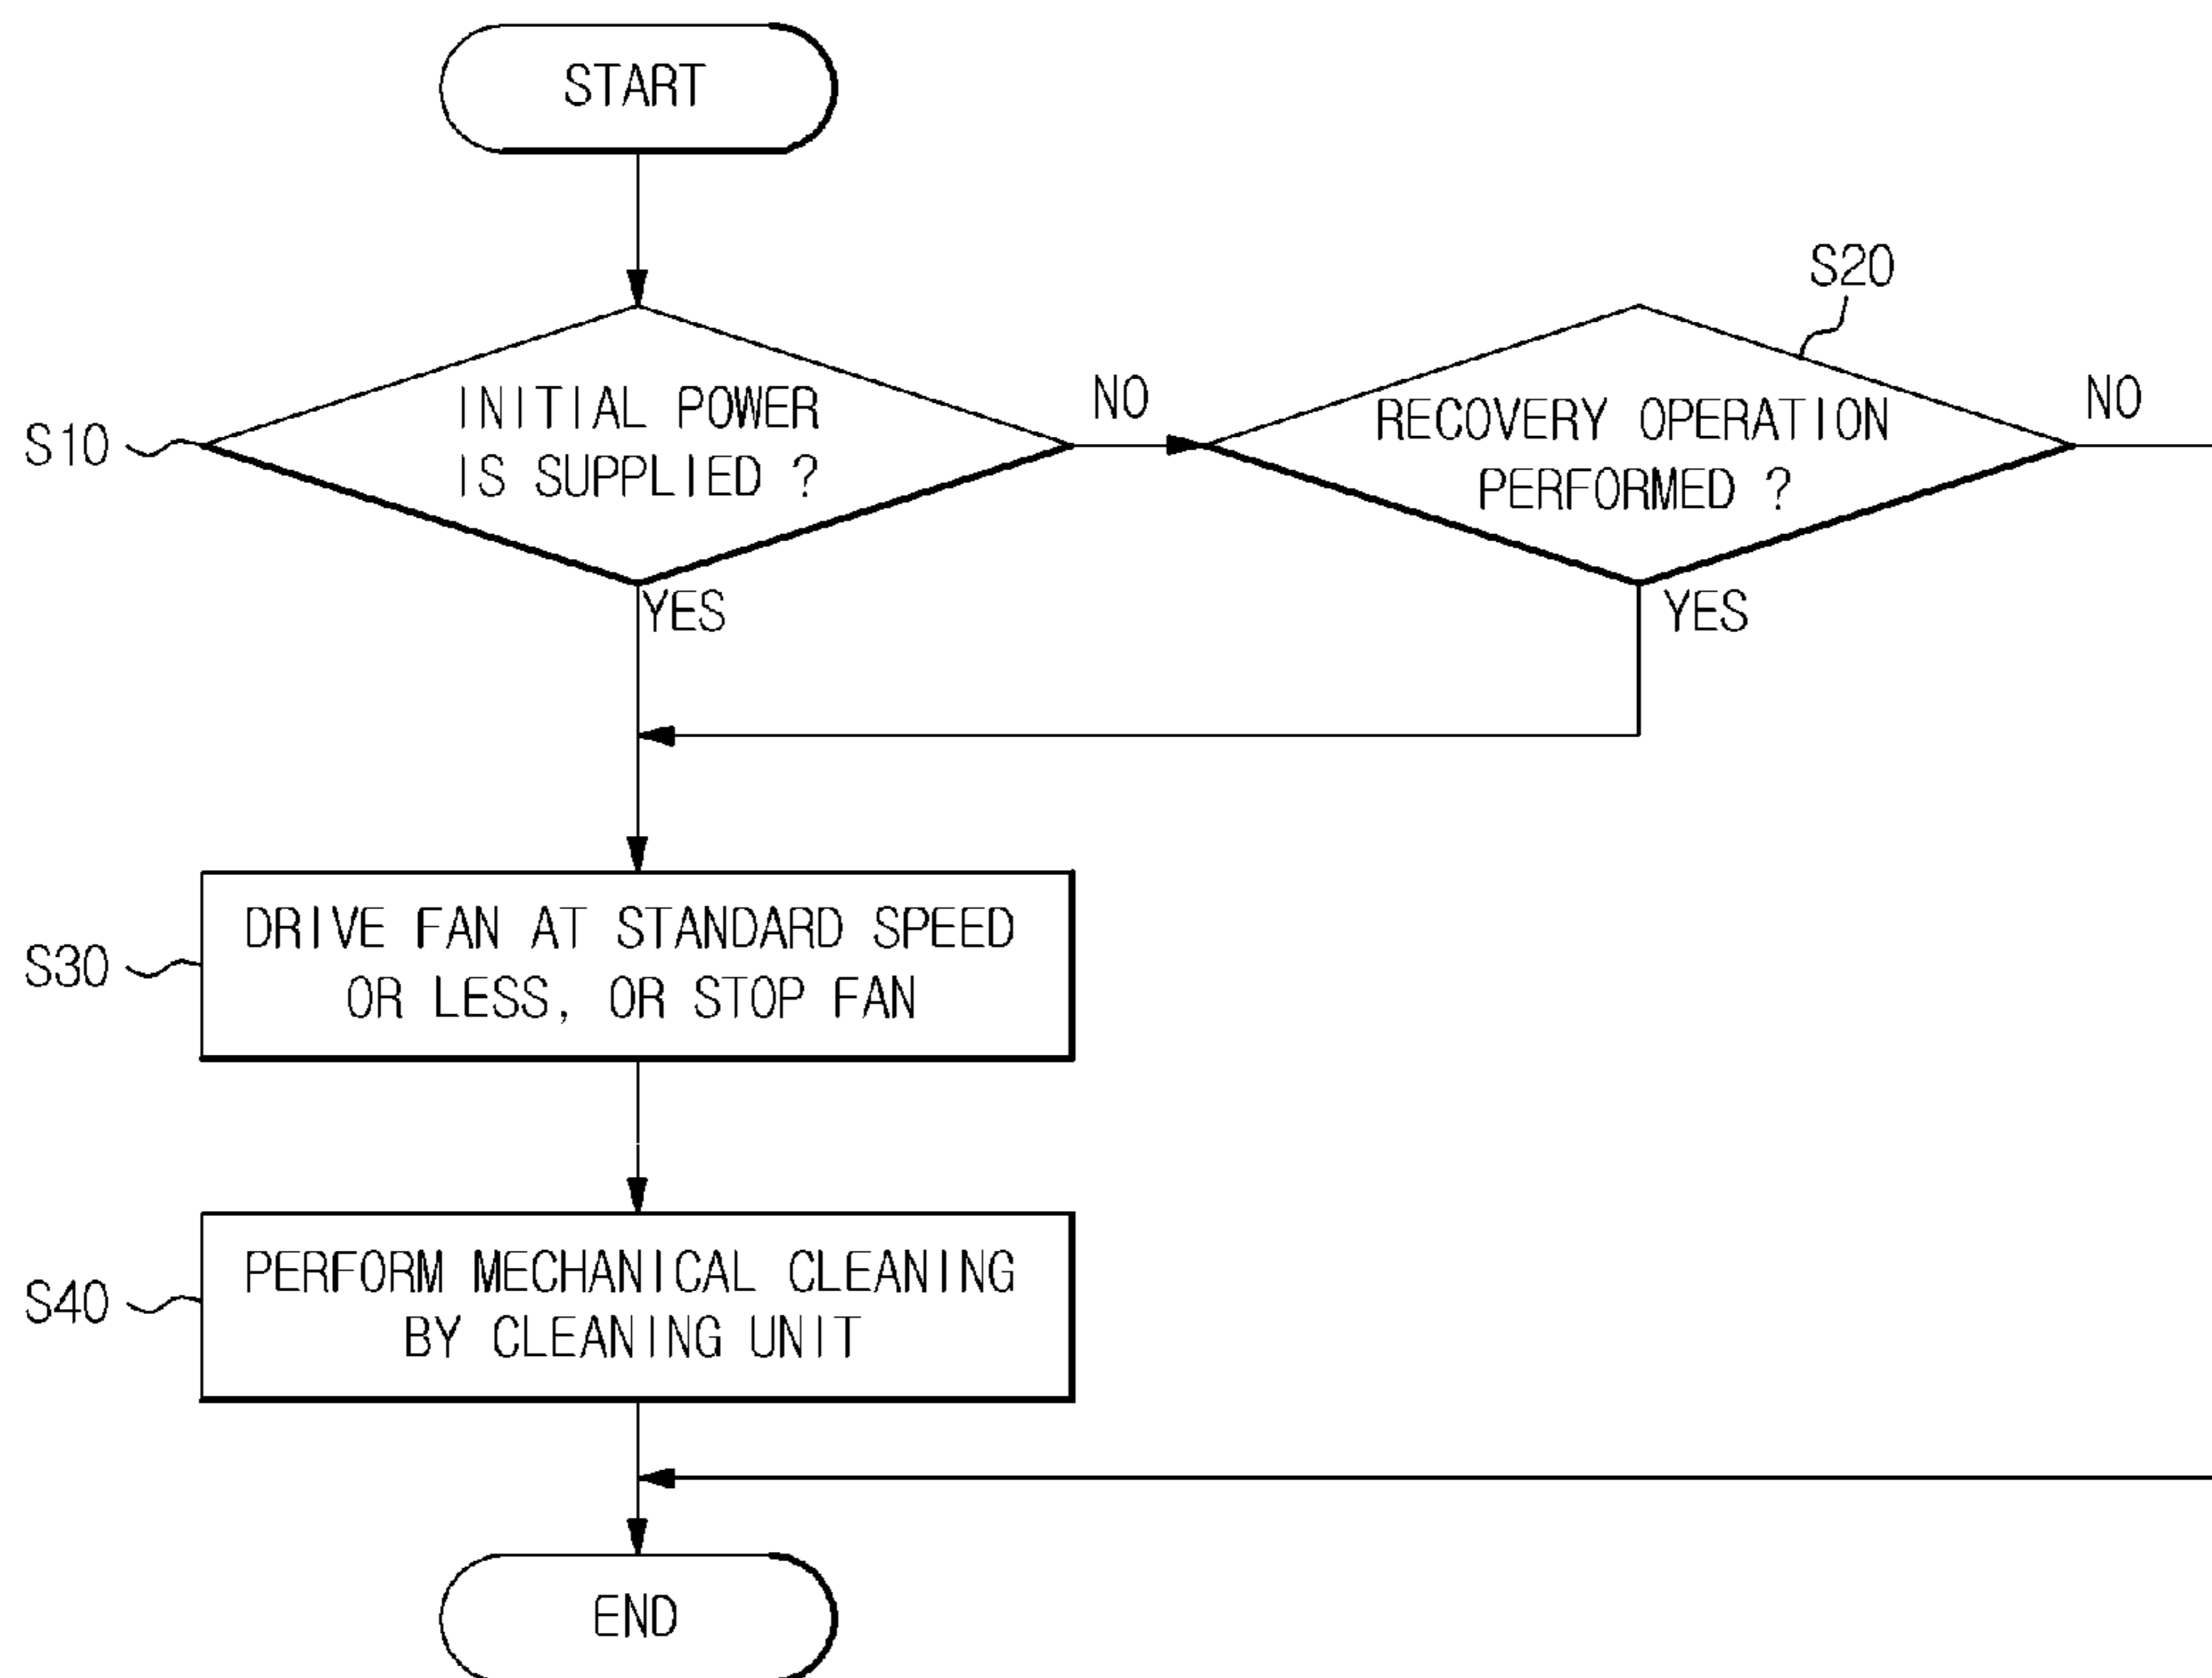 START
S20
INITIAL POWER
IS SUPPLIED ?
NO
RECOVERY OPERATION
PERFORMED ?
NO
S10
YES
YES
S30
DRIVE FAN AT STANDARD SPEED
OR LESS, OR STOP FAN
S40
PERFORM MECHANICAL CLEANING
BY CLEANING UNIT
END